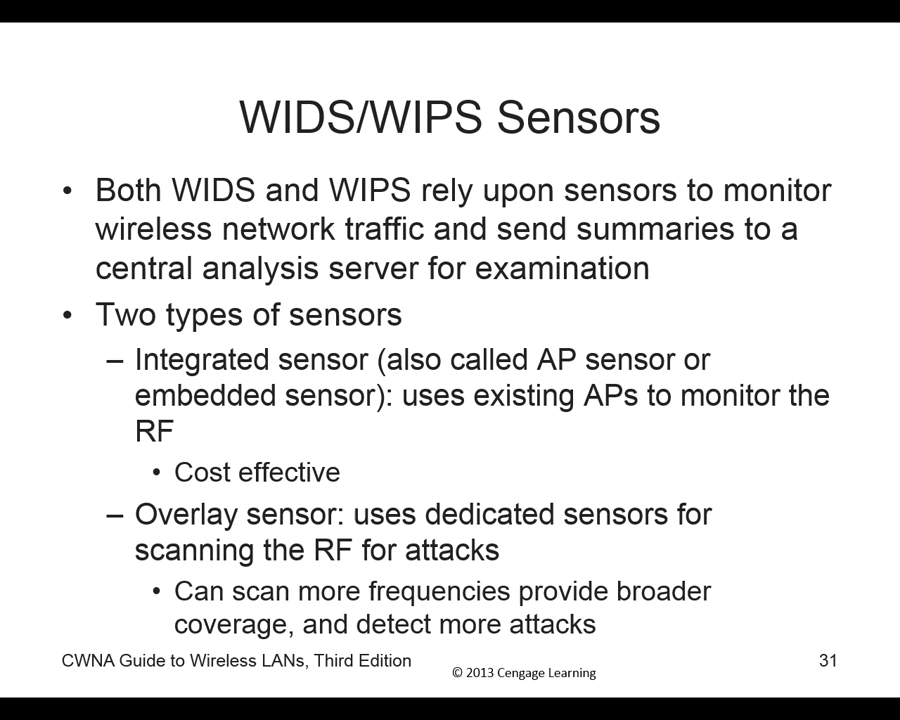 WIDS/WIPS Sensors
• Both WIDS and WIPS rely upon sensors to monitor
wireless network traffic and send summaries to a
central analysis server for examination
• Two types of sensors
– Integrated sensor (also called AP sensor or
embedded sensor): uses existing APs to monitor the
RF
• Cost effective
– Overlay sensor: uses dedicated sensors for
scanning the RF for attacks
• Can scan more frequencies provide broader
coverage, and detect more attacks
CWNA Guide to Wireless LANs, Third Edition
© 2013 Cengage Learning
31